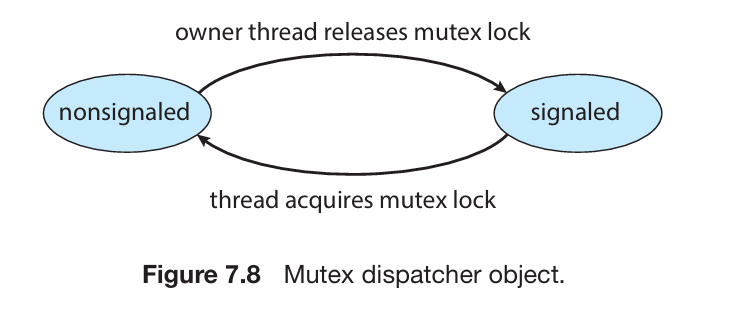 owner thread releases mutex lock
nonsignaled
signaled
thread acquires mutex lock
Figure 7.8 Mutex dispatcher object.